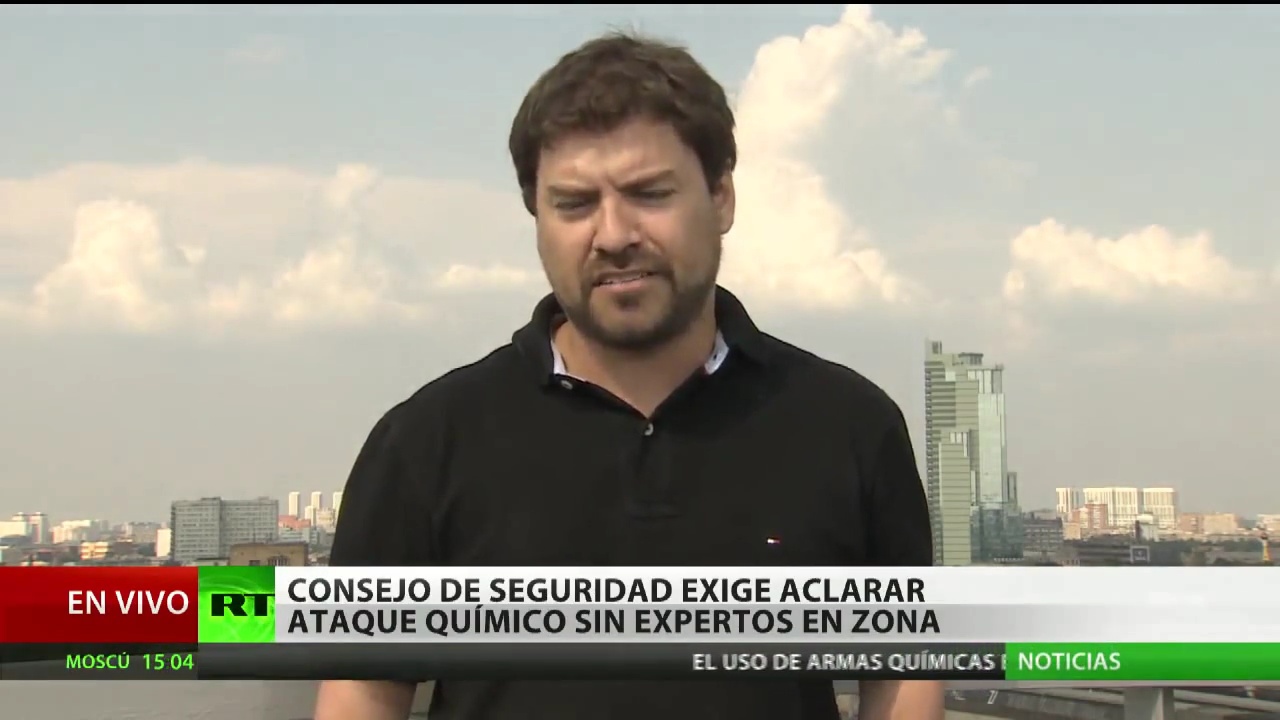 EN VIVO
RT
CONSEJO DE SEGURIDAD EXIGE ACLARAR
ATAQUE QUÍMICO SIN EXPERTOS EN ZONA
MOSCÚ 15:04
EL USO DE ARMAS QUÍMICAS
NOTICIAS